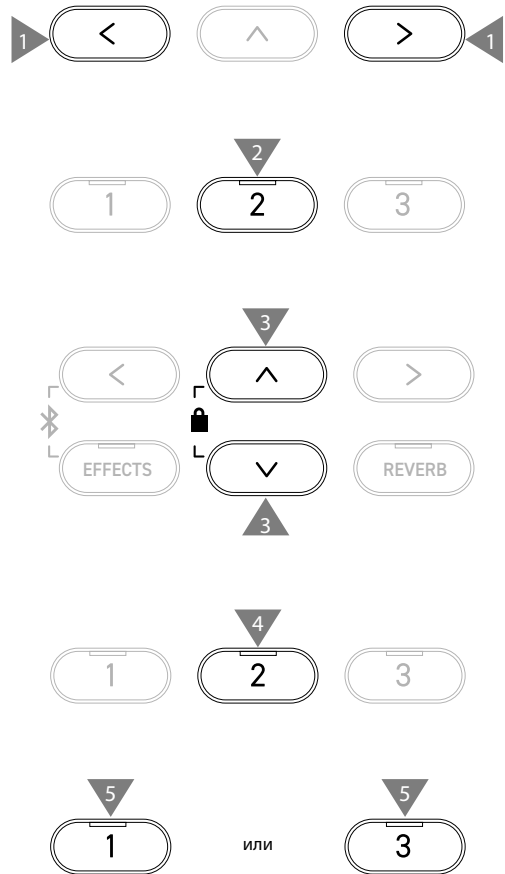 1 < ^ > 1
2
1 2 3
3
< ^ >
EFFECTS ∨ REVERB
3
4
1 2 3
5 5
1 или 3